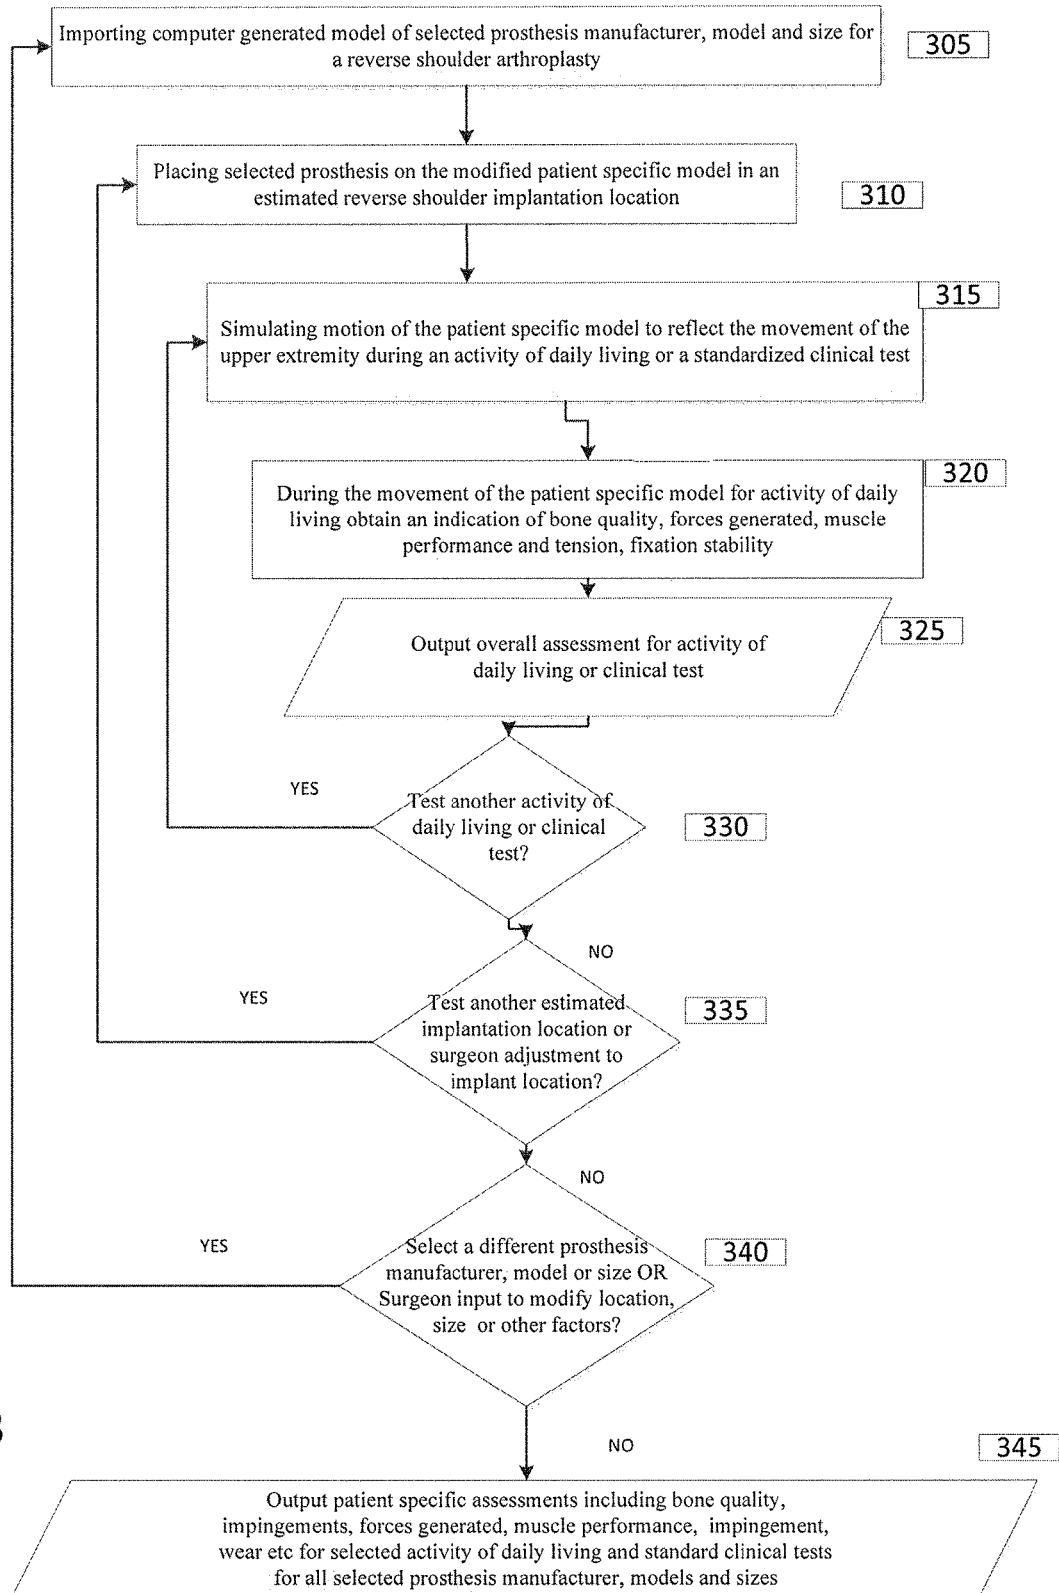 Importing computer generated model of selected prosthesis manufacturer, model and size for
a reverse shoulder arthroplasty
305
Placing selected prosthesis on the modified patient specific model in an
estimated reverse shoulder implantation location
310
315
Simulating motion of the patient specific model to reflect the movement of the
upper extremity during an activity of daily living or a standardized clinical test
320
During the movement of the patient specific model for activity of daily
living obtain an indication of bone quality, forces generated, muscle
performance and tension, fixation stability
325
Output overall assessment for activity of
daily living or clinical test
YES
Test another activity of
daily living or clinical
test?
330
NO
YES
Test another estimated
implantation location or
surgeon adjustment to
implant location?
335
NO
YES
Select a different prosthesis
manufacturer, model or size OR
Surgeon input to modify location,
size or other factors?
340
NO
345
Output patient specific assessments including bone quality,
impingements, forces generated, muscle performance, impingement,
wear etc for selected activity of daily living and standard clinical tests
for all selected prosthesis manufacturer, models and sizes